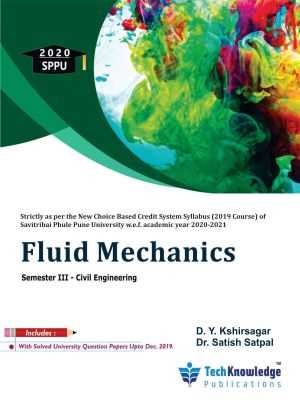 2020
SPPU
Strictly as per the New Choice Based Credit System Syllabus (2019 Course) of
Savitribai Phule Pune University w.e.f. academic year 2020-2021
Fluid Mechanics
Semester III - Civil Engineering
Includes :
With Solved University Question Papers Upto Dec. 2019.
D. Y. Kshirsagar
Dr. Satish Satpal
TechKnowledge™
Publications